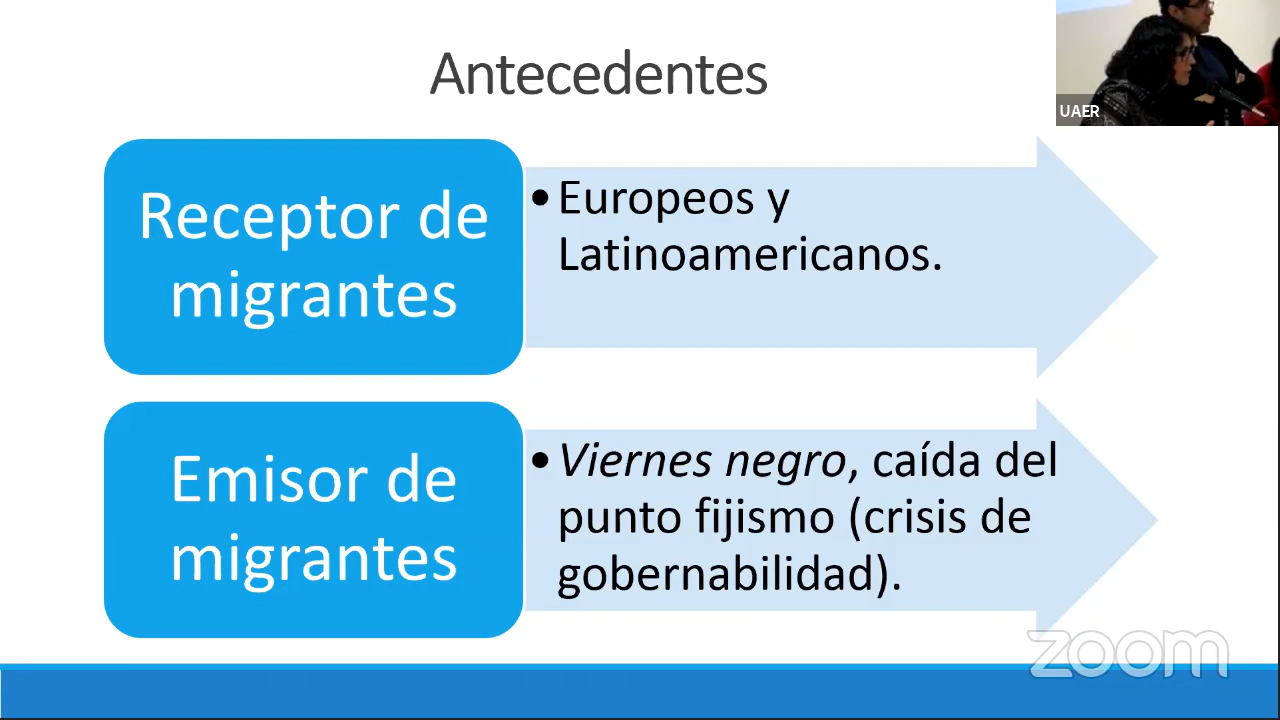 Antecedentes
UAER
Receptor de
migrantes
•Europeos y
Latinoamericanos.
Emisor de
migrantes
•Viernes negro, caída del
punto fijismo (crisis de
gobernabilidad).
zoom